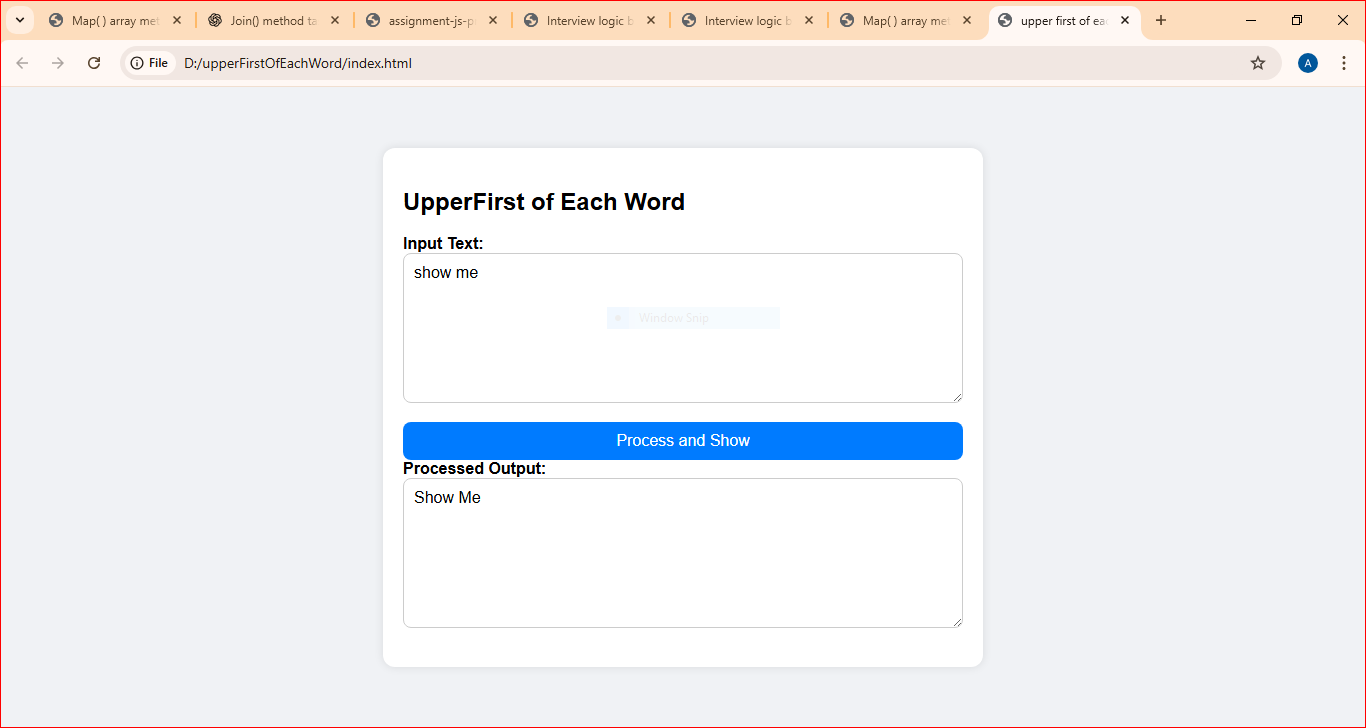 Map( ) array met
Join() method ta
assignment-js-p
Interview logic b
Interview logic b
Map( ) array met
upper first of ea
File
D:/upperFirstOfEachWord/index.html
A
UpperFirst of Each Word
Input Text:
show me
Window Snip
Process and Show
Processed Output:
Show Me